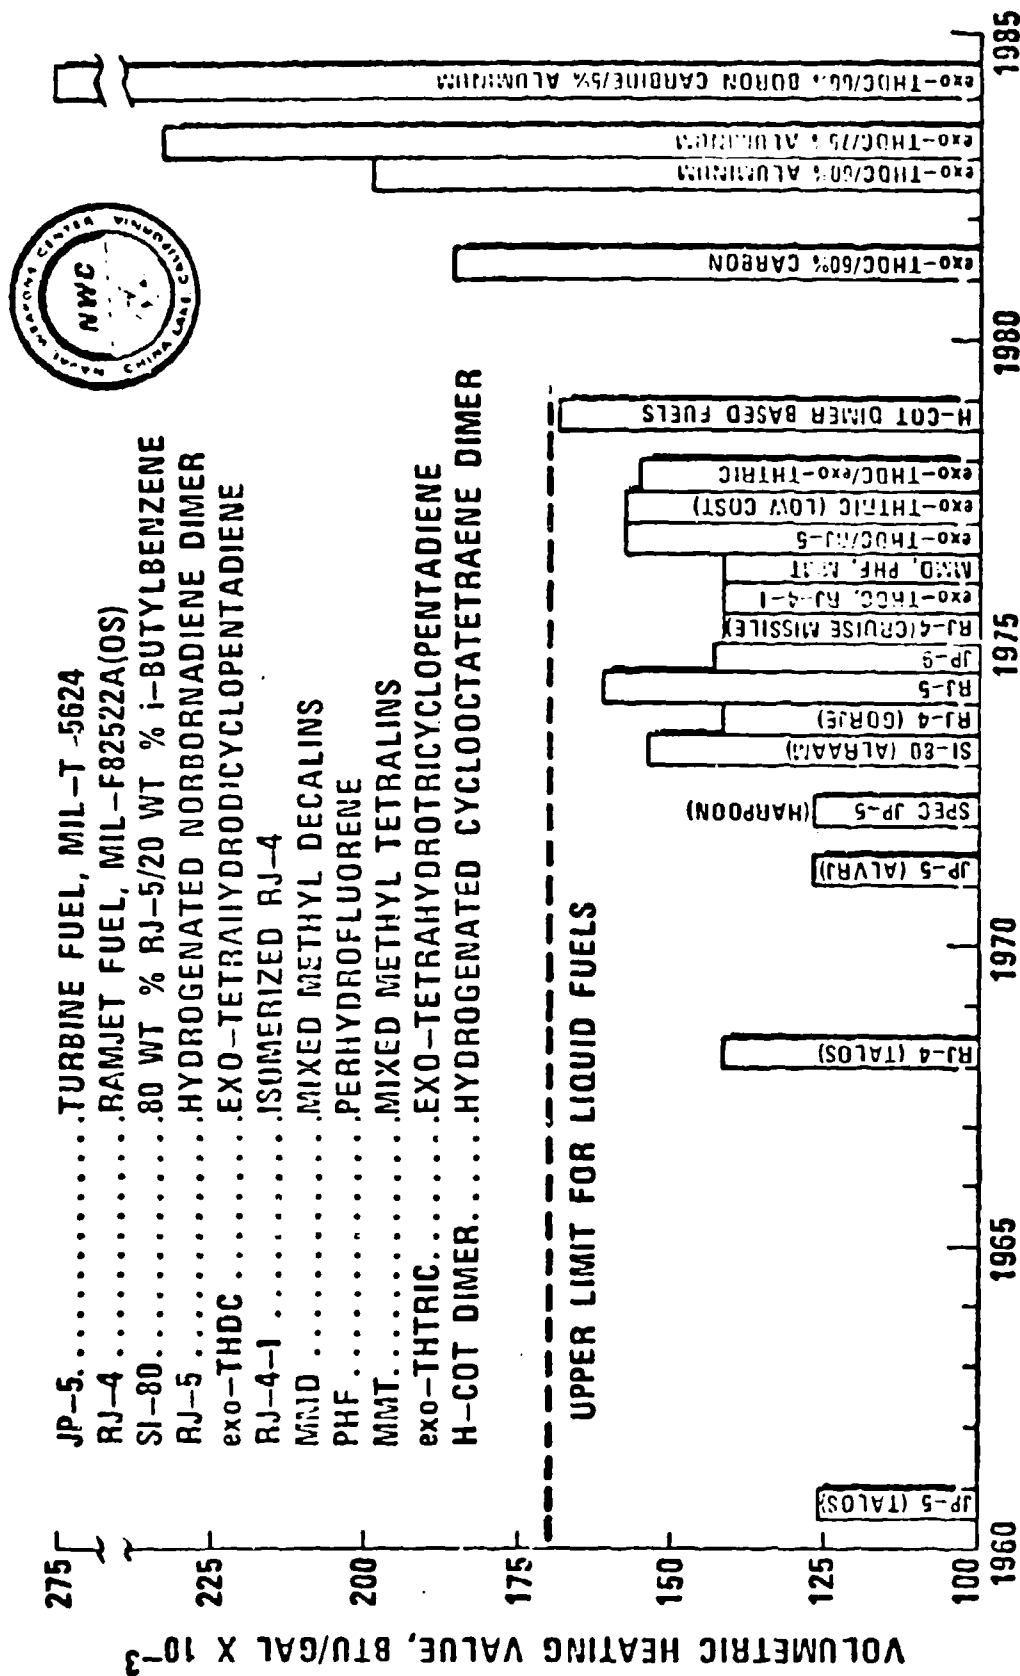 NAVAL WEAPONS CENTER
NWC
CHINA LAKE, CALIFORNIA
JP-5.............TURBINE FUEL, MIL-T-5624
RJ-4.............RAMJET FUEL, MIL-F82522A(OS)
SI-80............80 WT % RJ-5/20 WT % i-BUTYLBENZENE
RJ-5.............HYDROGENATED NORBORNADIENE DIMER
exo-THDC.........EXO-TETRAHYDRODICYCLOPENTADIENE
RJ-4-I...........ISOMERIZED RJ-4
MMD..............MIXED METHYL DECALINS
PHF..............PERHYDROFLUORENE
MMT..............MIXED METHYL TETRALINS
exo-THTRIC.......EXO-TETRAHYDROTRICYCLOPENTADIENE
H-COT DIMER......HYDROGENATED CYCLOOCTATETRAENE DIMER
UPPER LIMIT FOR LIQUID FUELS
VOLUMETRIC HEATING VALUE, BTU/GAL X 10-3
275
225
200
175
150
125
100
JP-5 (TALOS)
RJ-4 (TALOS)
JP-5 (ALVRJ)
SPEC JP-5 (HARPOON)
SI-80 (ALRAAM)
RJ-4 (GORJE)
RJ-5
JP-9
RJ-4 (CRUISE MISSILE)
exo-THDC, RJ-4-I
MMD, PHF, MMT
exo-THDC/RJ-5
exo-THTRIC (LOW COST)
exo-THDC/exo-THTRIC
H-COT DIMER BASED FUELS
exo-THDC/60% CARBON
exo-THDC/60% ALUMINUM
exo-THDC/75% ALUMINUM
exo-THDC/60% BORON CARBINE/5% ALUMINUM
1960
1965
1970
1975
1980
1985